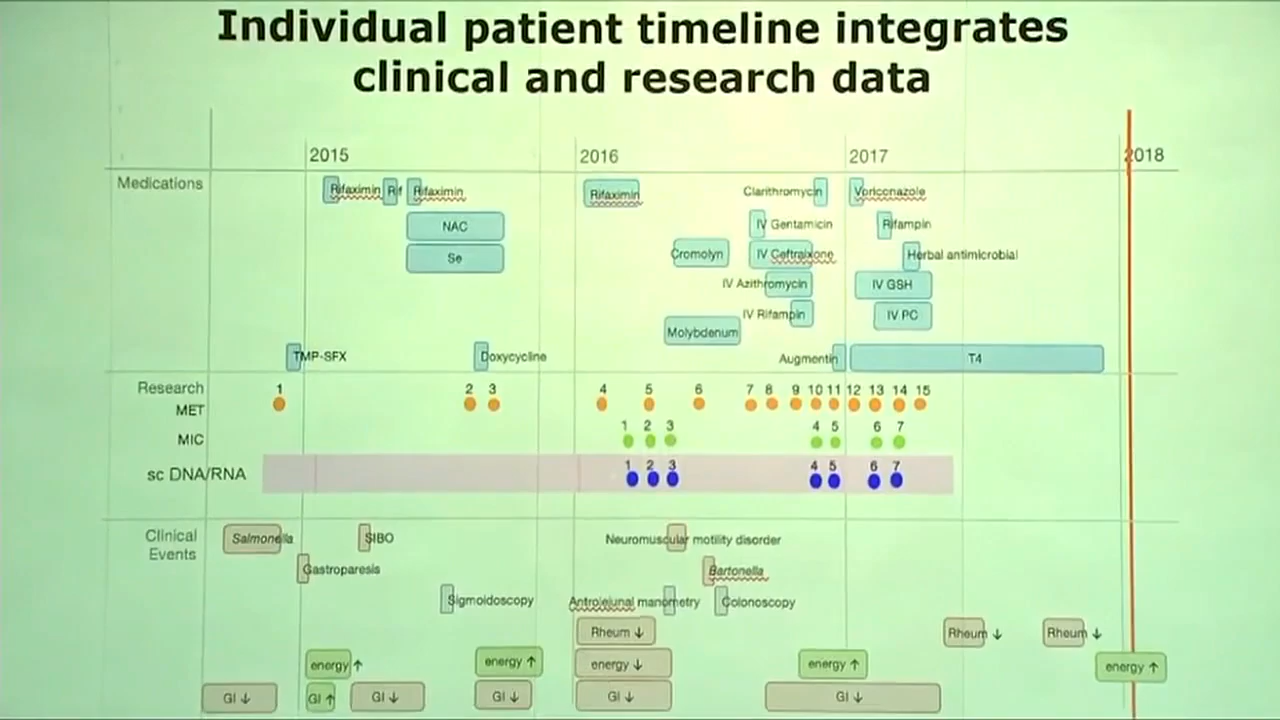 Individual patient timeline integrates
clinical and research data
2015 2016 2017 2018
Medications
Rifaximin Rif Rifaximin Rifaximin Clarithromycin Voriconazole
NAC IV Gentamicin Rifampin
Se Cromolyn IV Ceftraixone Herbal antimicrobial
IV Azithromycin IV GSH
IV Rifampin IV PC
Molybdenum
TMP-SFX Doxycycline Augmentin T4
Research 1 2 3 4 5 6 7 8 9 10 11 12 13 14 15
MET
1 2 3 4 5 6 7
MIC
1 2 3 4 5 6 7
sc DNA/RNA
Clinical
Events
Salmonella SIBO Neuromuscular motility disorder
Gastroparesis Bartonella
Sigmoidoscopy Antrojejunal manometry Colonoscopy
Rheum ↓ Rheum ↓ Rheum ↓
energy ↑ energy ↑ energy ↓ energy ↑ energy ↑
GI ↓ GI ↑ GI ↓ GI ↓ GI ↓ GI ↓